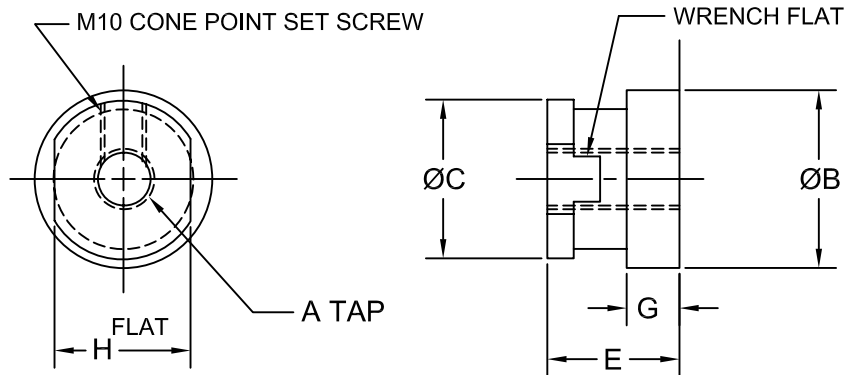 M10 CONE POINT SET SCREW
WRENCH FLAT
ØC
ØB
A TAP
G
FLAT
H
E